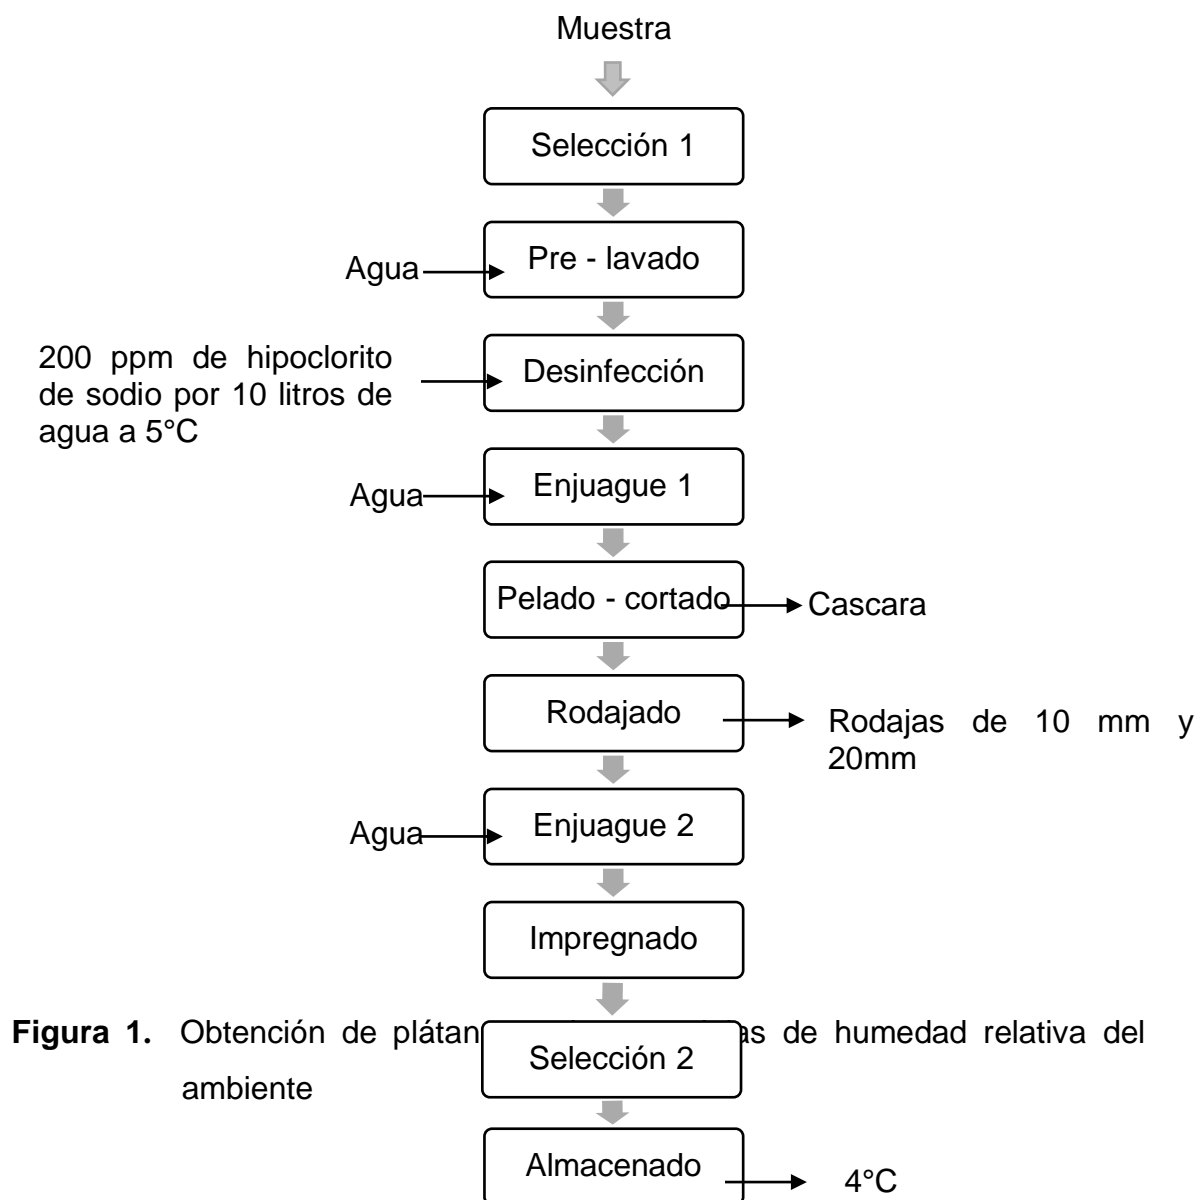 Muestra
Selección 1
Pre - lavado
Agua
200 ppm de hipoclorito
de sodio por 10 litros de
agua a 5°C
Desinfección
Enjuague 1
Agua
Pelado - cortado
Cascara
Rodajado
Rodajas de 10 mm y
20mm
Enjuague 2
Agua
Impregnado
Figura 1. Obtención de de humedad relativa del
ambiente
Selección 2
Almacenado
4°C